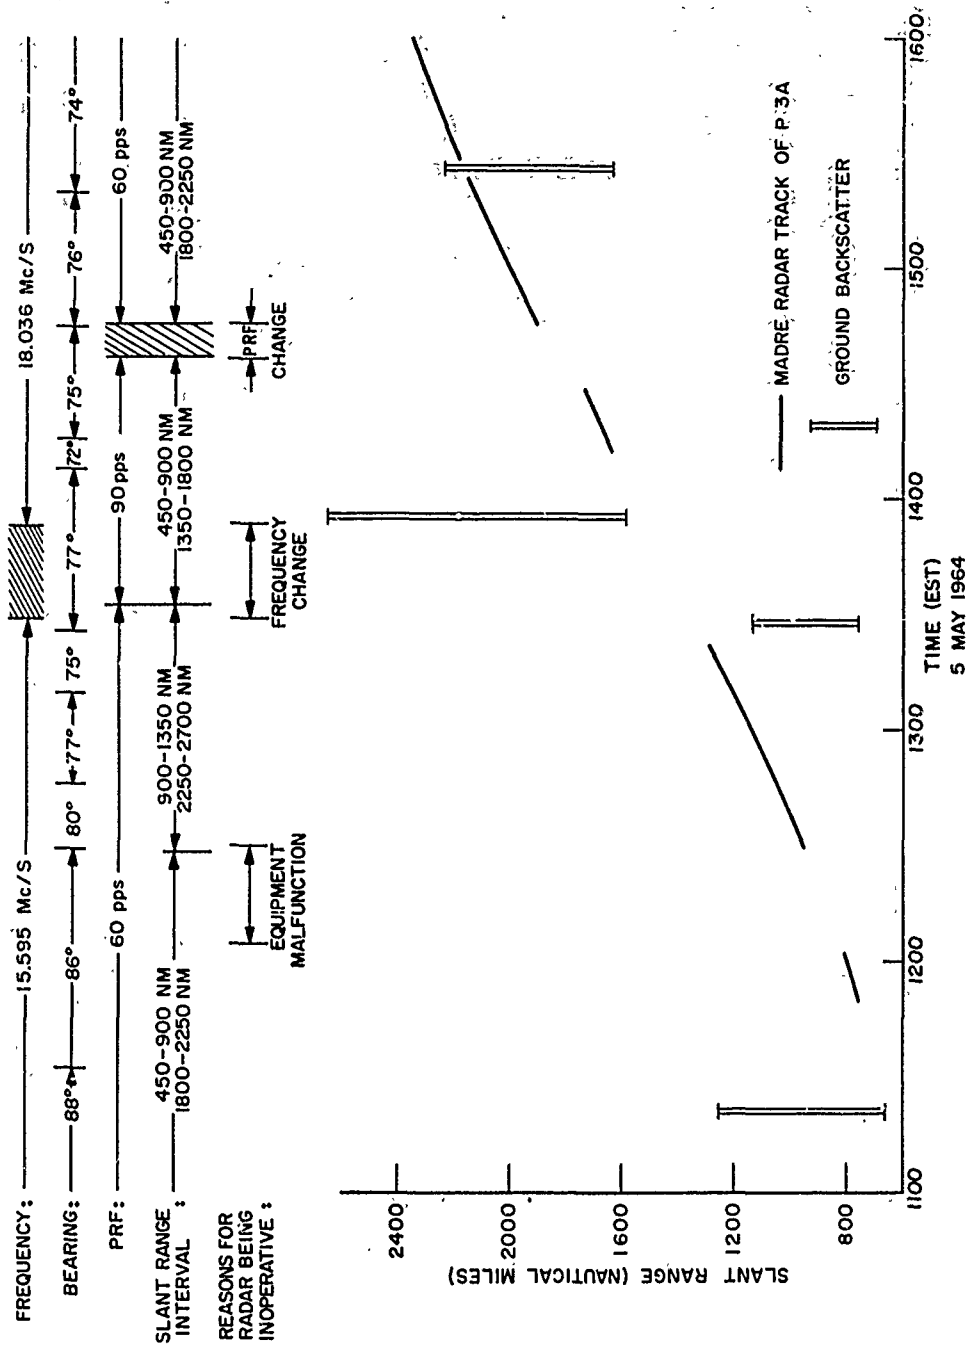 FREQUENCY: 15.595 Mc/S 18.036 Mc/S
BEARING: 88° 86° 80° 77° 75° 77° 72° 75° 76° 74°
PRF: 60 pps 90 pps 60 pps
SLANT RANGE INTERVAL :
450-900 NM 900-1350 NM 450-900 NM 450-900 NM
1800-2250 NM 2250-2700 NM 1350-1800 NM 1800-2250 NM
REASONS FOR
RADAR BEING
INOPERATIVE :
EQUIPMENT
MALFUNCTION
FREQUENCY
CHANGE
PRF
CHANGE
2400
2000
1600
1200
800
SLANT RANGE (NAUTICAL MILES)
MADRE RADAR TRACK OF P3A
GROUND BACKSCATTER
1100 1200 1300 1400 1500 1600
TIME (EST)
5 MAY 1964